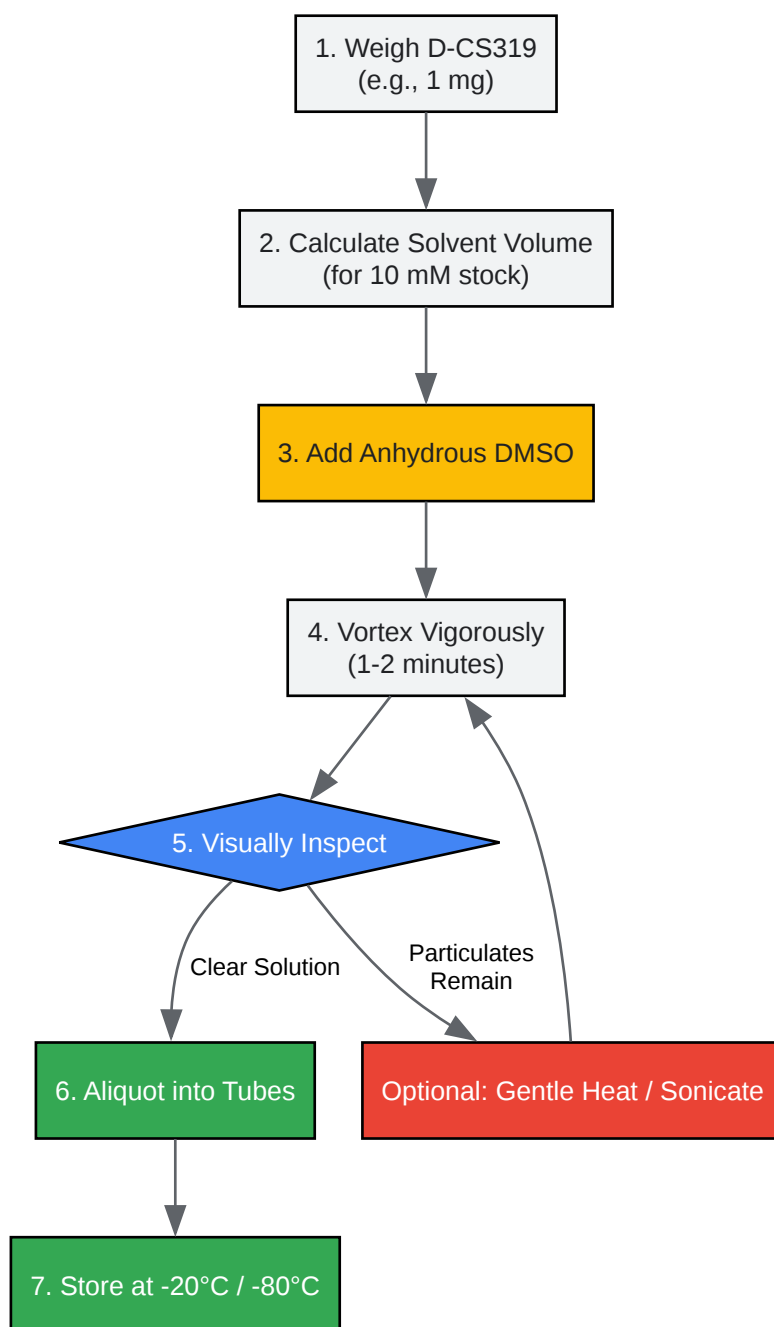 1. Weigh D-CS319
(e.g., 1 mg)
2. Calculate Solvent Volume
(for 10 mM stock)
3. Add Anhydrous DMSO
4. Vortex Vigorously
(1-2 minutes)
5. Visually Inspect
Clear Solution
Particulates
Remain
6. Aliquot into Tubes
Optional: Gentle Heat / Sonicate
7. Store at -20°C / -80°C